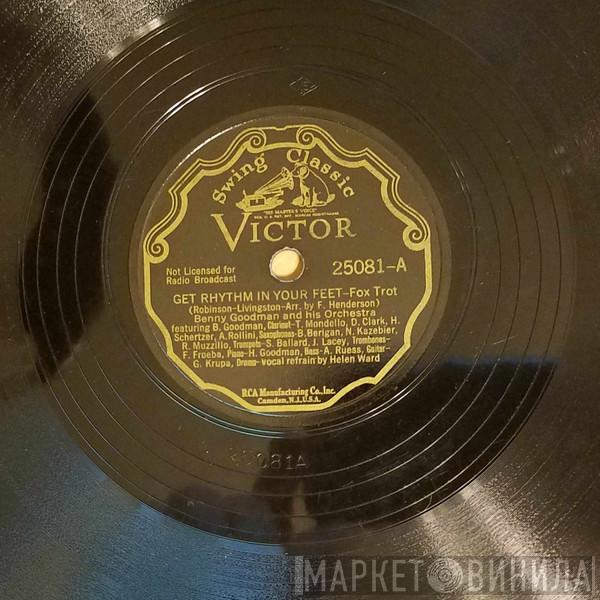 Swing Classic
"HIS MASTER'S VOICE"
VICTOR
Not Licensed for
Radio Broadcast
25081-A
GET RHYTHM IN YOUR FEET-Fox Trot
(Robinson-Livingston-Arr. by F. Henderson)
Benny Goodman and his Orchestra
featuring B. Goodman, Clarinet-T. Mondello, D. Clark, H.
Schertzer, A. Rollini, Saxophones-B. Berigan, N. Kazebier,
R. Muzzillo, Trumpets-S. Ballard, J. Lacey, Trombones-
F. Froeba, Piano-H. Goodman, Bass-A. Ruess, Guitar-
G. Krupa, Drums-vocal refrain by Helen Ward
RCA Manufacturing Co., Inc.
Camden, N.J., U.S.A.
081A
МАРКЕТ ВИНИЛА